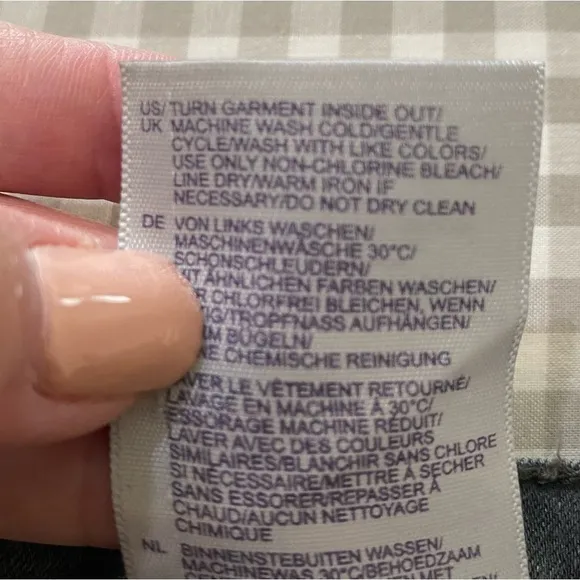 US/ TURN GARMENT INSIDE OUT/
UK MACHINE WASH COLD/GENTLE
CYCLE/WASH WITH LIKE COLORS/
USE ONLY NON-CHLORINE BLEACH/
LINE DRY/WARM IRON IF
NECESSARY/DO NOT DRY CLEAN
DE VON LINKS WASCHEN/
MASCHINENWÄSCHE 30°C/
SCHONSCHLEUDERN/
ÄHNLICHEN FARBEN WASCHEN/
CHLORFREI BLEICHEN, WENN
/TROPFNASS AUFHÄNGEN/
BÜGELN/
CHEMISCHE REINIGUNG
LE VÊTEMENT RETOURNÉ/
LAVAGE EN MACHINE À 30°C/
ESSORAGE MACHINE RÉDUIT/
LAVER AVEC DES COULEURS
SIMILAIRES/BLANCHIR SANS CHLORE
SI NÉCESSAIRE/METTRE À SÉCHER
SANS ESSORER/REPASSER À
CHAUD/AUCUN NETTOYAGE
CHIMIQUE
NL BINNENSTEBUITEN WASSEN/
MACHINEWAS 30°C/BEHOEDZAAM